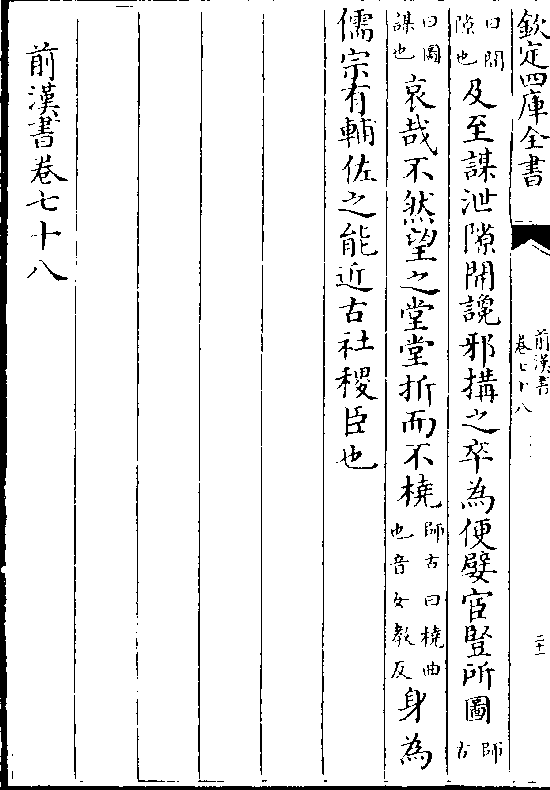 欽定四庫全書
前漢書
卷七十八
二十一
曰間
隙也
及至謀泄隙開讒邪搆之卒為便嬖宦豎所圖
師
古
曰圖
謀也
哀哉不然望之堂堂折而不橈
師古曰橈曲
也音女教反
身為
儒宗有輔佐之能近古社稷臣也
前漢書卷七十八